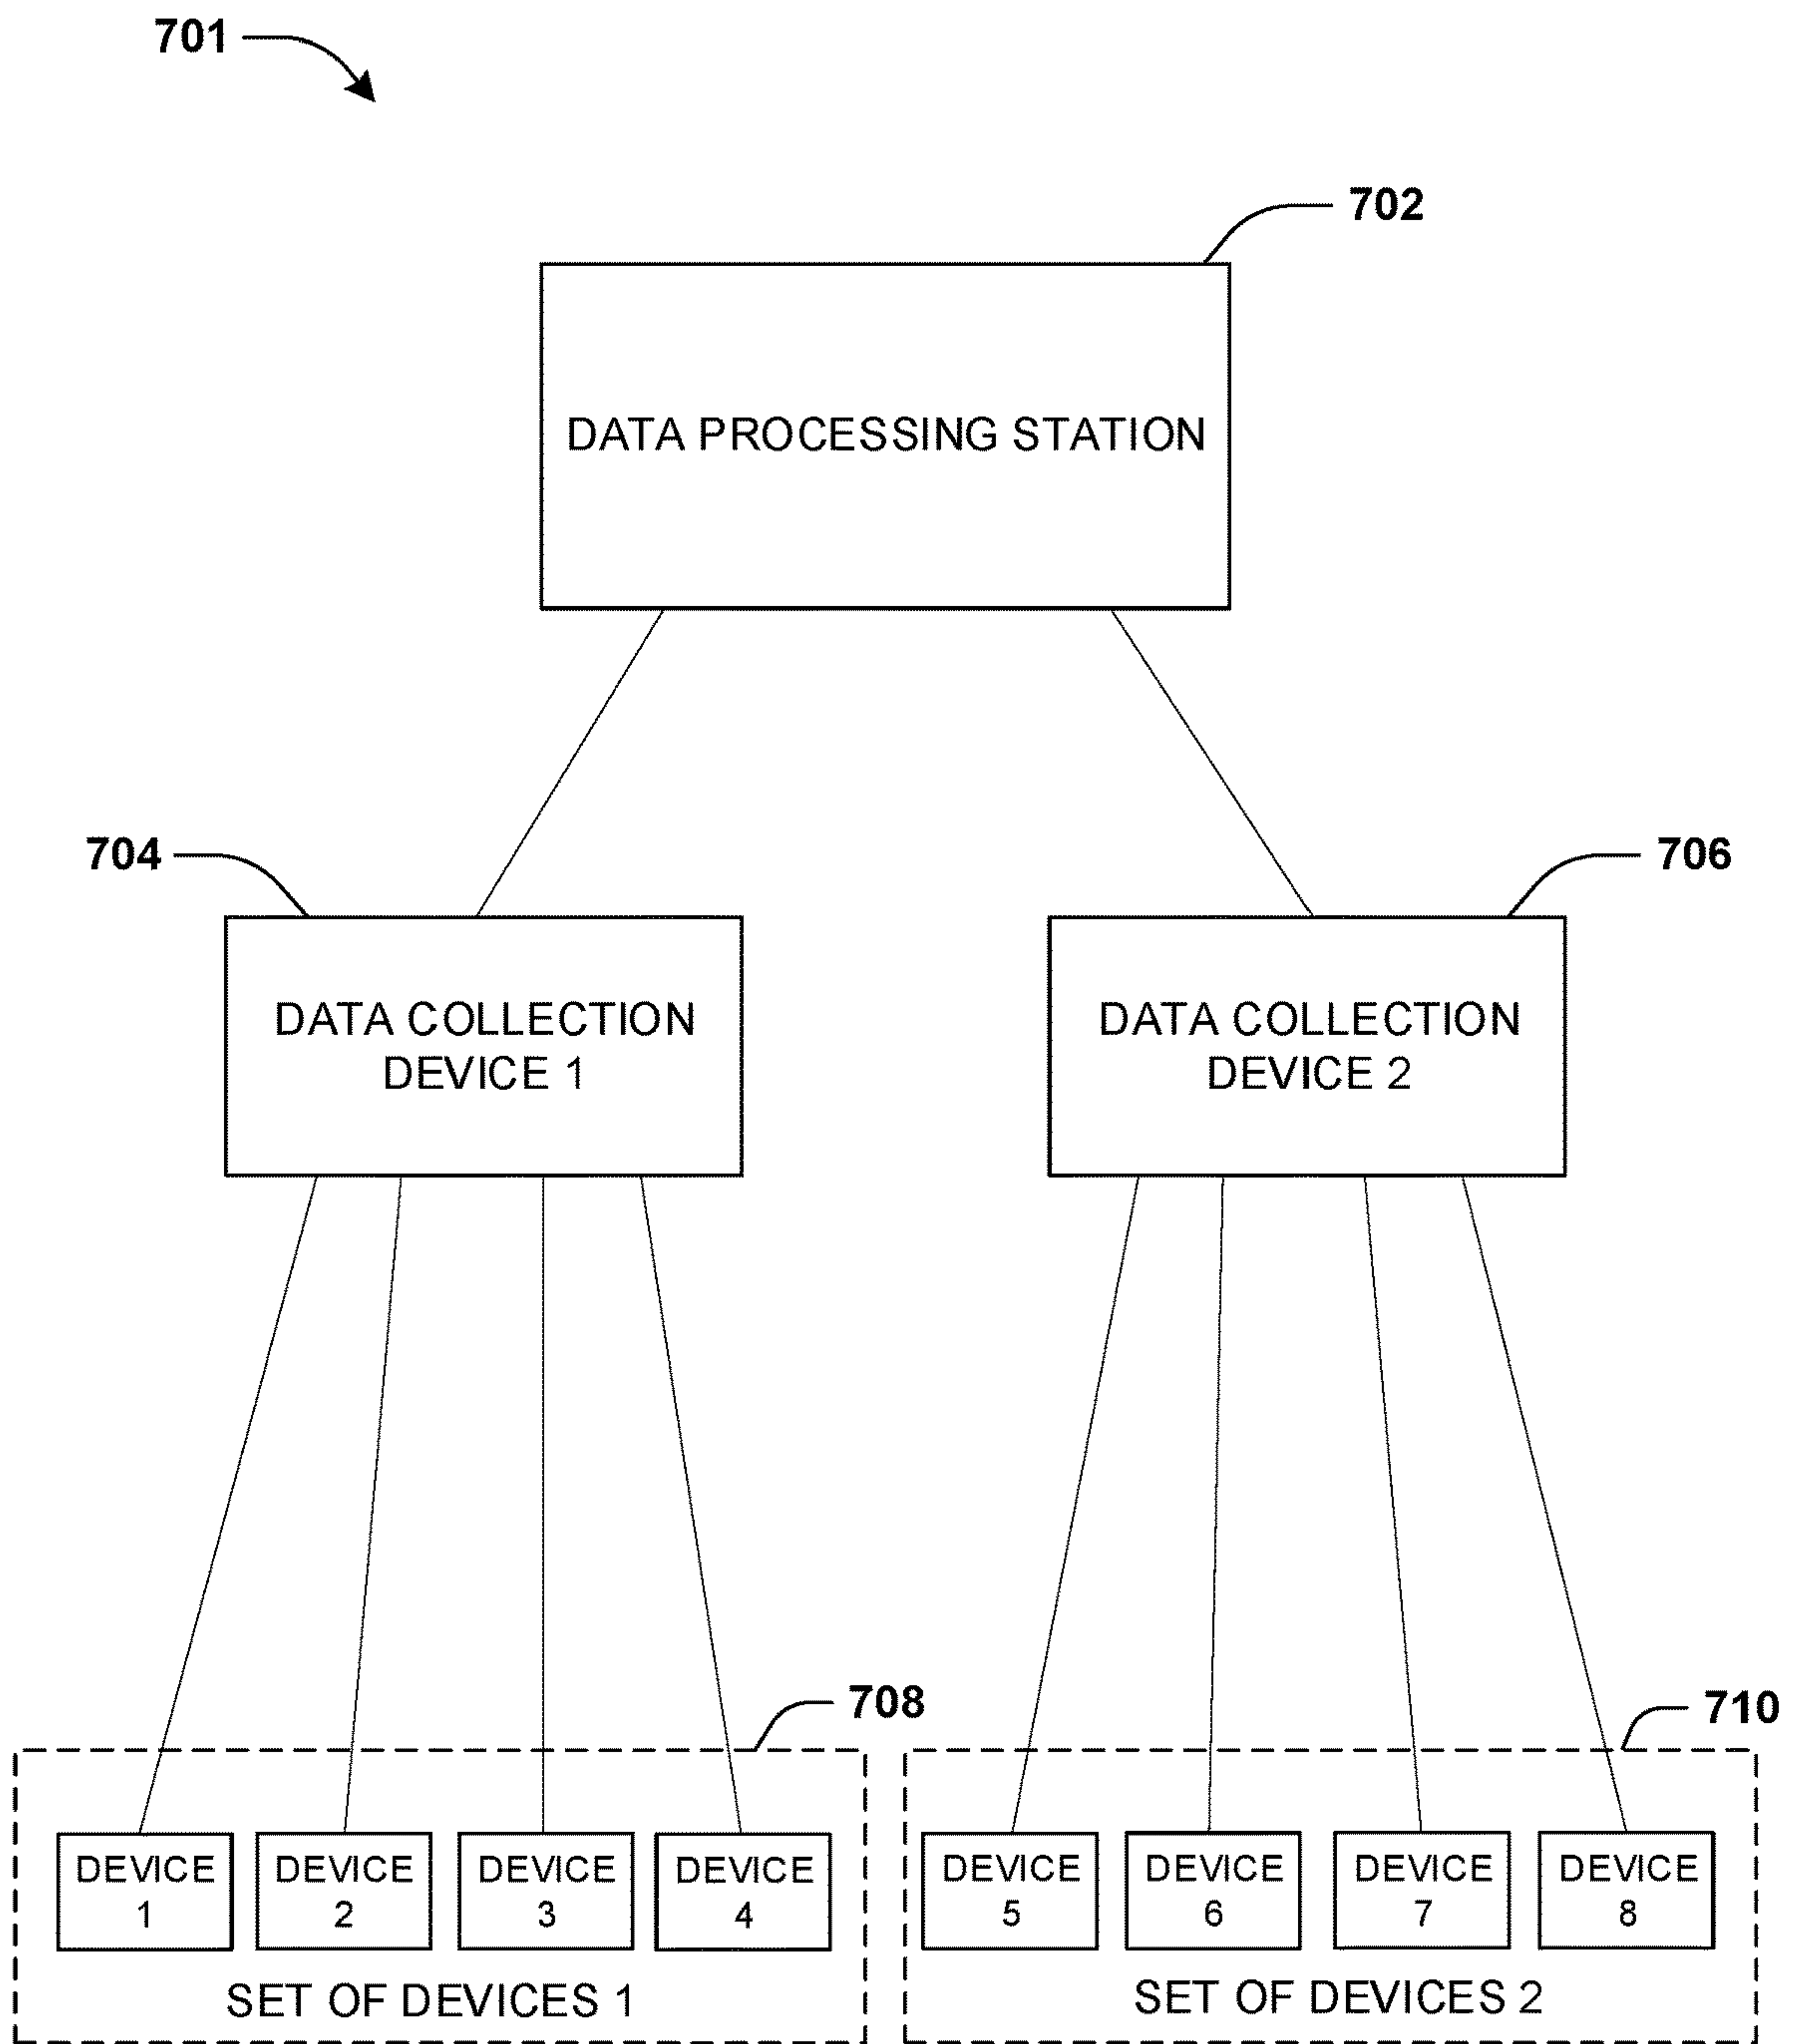 701
702
DATA PROCESSING STATION
704
706
DATA COLLECTION
DEVICE 1
DATA COLLECTION
DEVICE 2
708
710
DEVICE
1
DEVICE
2
DEVICE
3
DEVICE
4
DEVICE
5
DEVICE
6
DEVICE
7
DEVICE
8
SET OF DEVICES 1
SET OF DEVICES 2